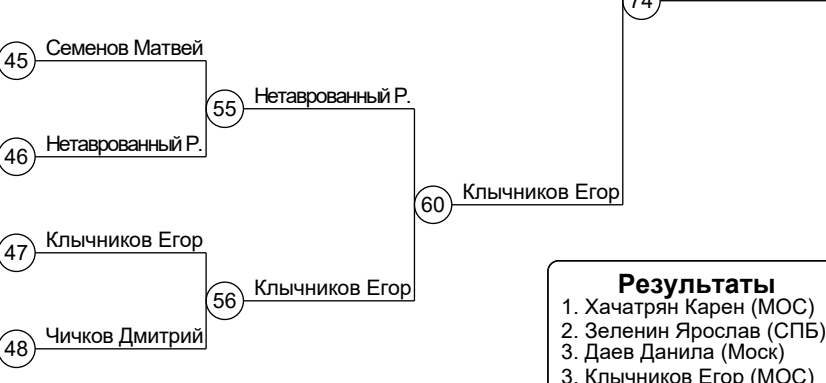 74
45 Семенов Матвей
55 Нетаврованный Р.
46 Нетаврованный Р.
60 Клычников Егор
47 Клычников Егор
56 Клычников Егор
48 Чичков Дмитрий
Результаты
1. Хачатрян Карен (МОС)
2. Зеленин Ярослав (СПБ)
3. Даев Данила (Моск)
3. Клычников Егор (МОС)